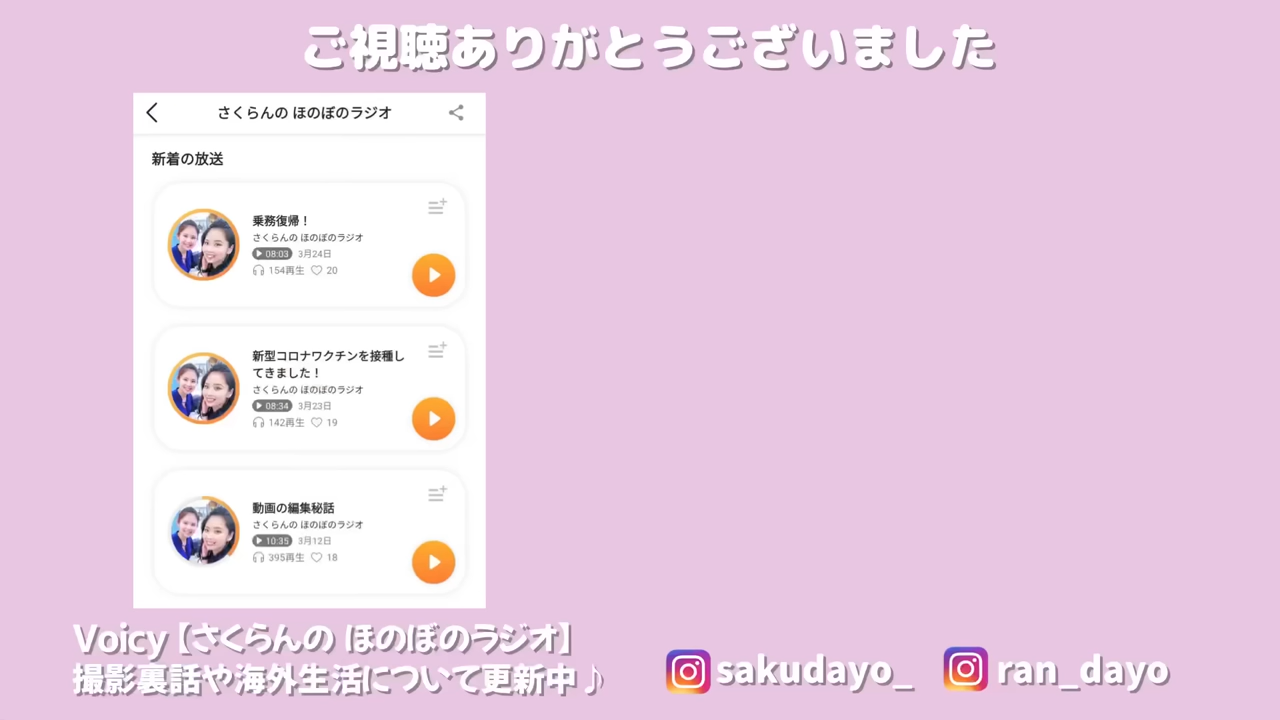 ご視聴ありがとうございました
さくらんの ほのぼのラジオ
新着の放送
乗務復帰！
さくらんの ほのぼのラジオ
08:03 3月24日
154再生 20
新型コロナワクチンを接種し
てきました！
さくらんの ほのぼのラジオ
08:34 3月23日
142再生 19
動画の編集秘話
さくらんの ほのぼのラジオ
10:35 3月12日
395再生 18
Voicy【さくらんの ほのぼのラジオ】
撮影裏話や海外生活について更新中♪
sakudayo_ ran_dayo